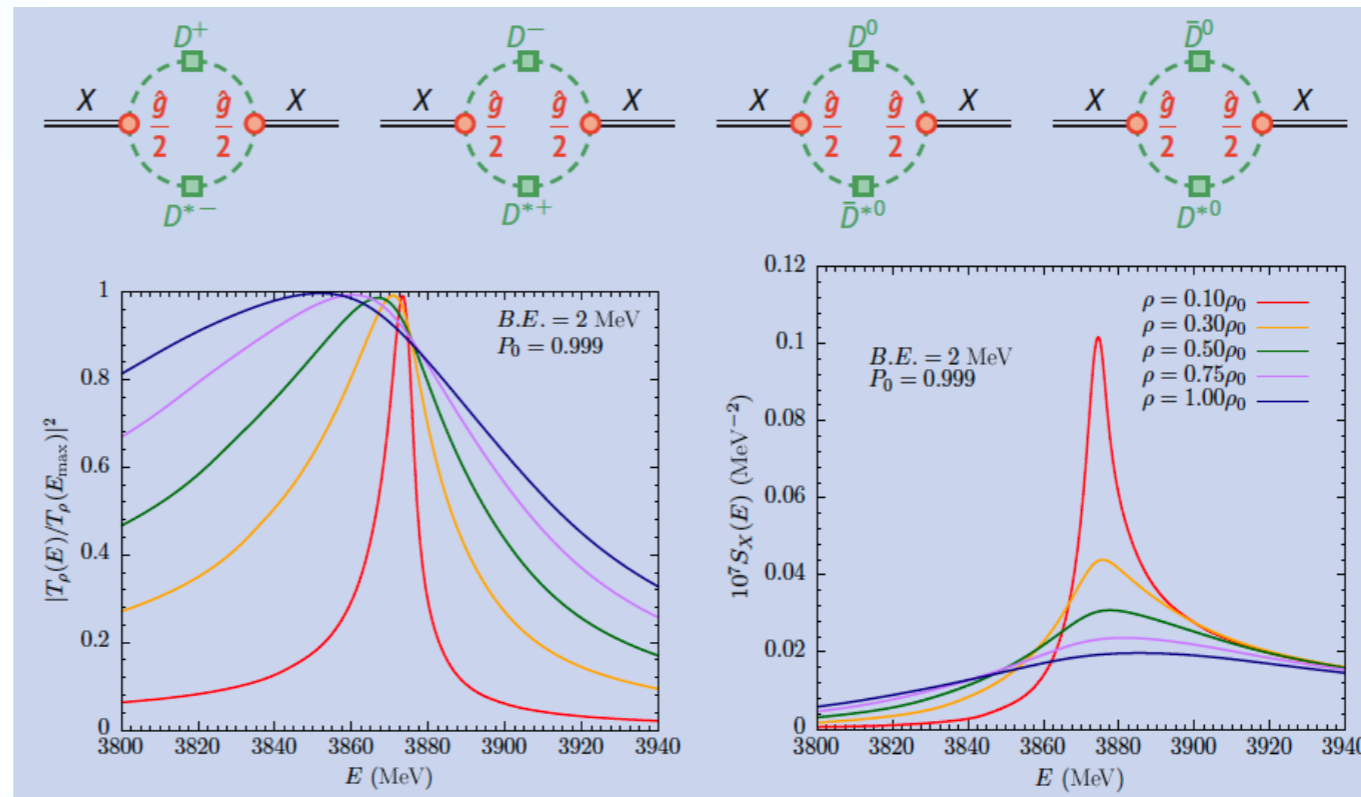 D⁺ D⁻ D⁰ D̄⁰
X ĝ/2 ĝ/2 X X ĝ/2 ĝ/2 X X ĝ/2 ĝ/2 X X ĝ/2 ĝ/2 X
D*⁻ D*⁺ D̄*⁰ D*⁰
|T_ρ(E)/T_ρ(E_max)|²
1
0.8
0.6
0.4
0.2
0
B.E. = 2 MeV
P₀ = 0.999
3800 3820 3840 3860 3880 3900 3920 3940
E (MeV)
10⁷S_X(E) (MeV⁻²)
0.12
0.1
0.08
0.06
0.04
0.02
0
B.E. = 2 MeV
P₀ = 0.999
ρ = 0.10ρ₀
ρ = 0.30ρ₀
ρ = 0.50ρ₀
ρ = 0.75ρ₀
ρ = 1.00ρ₀
3800 3820 3840 3860 3880 3900 3920 3940
E (MeV)